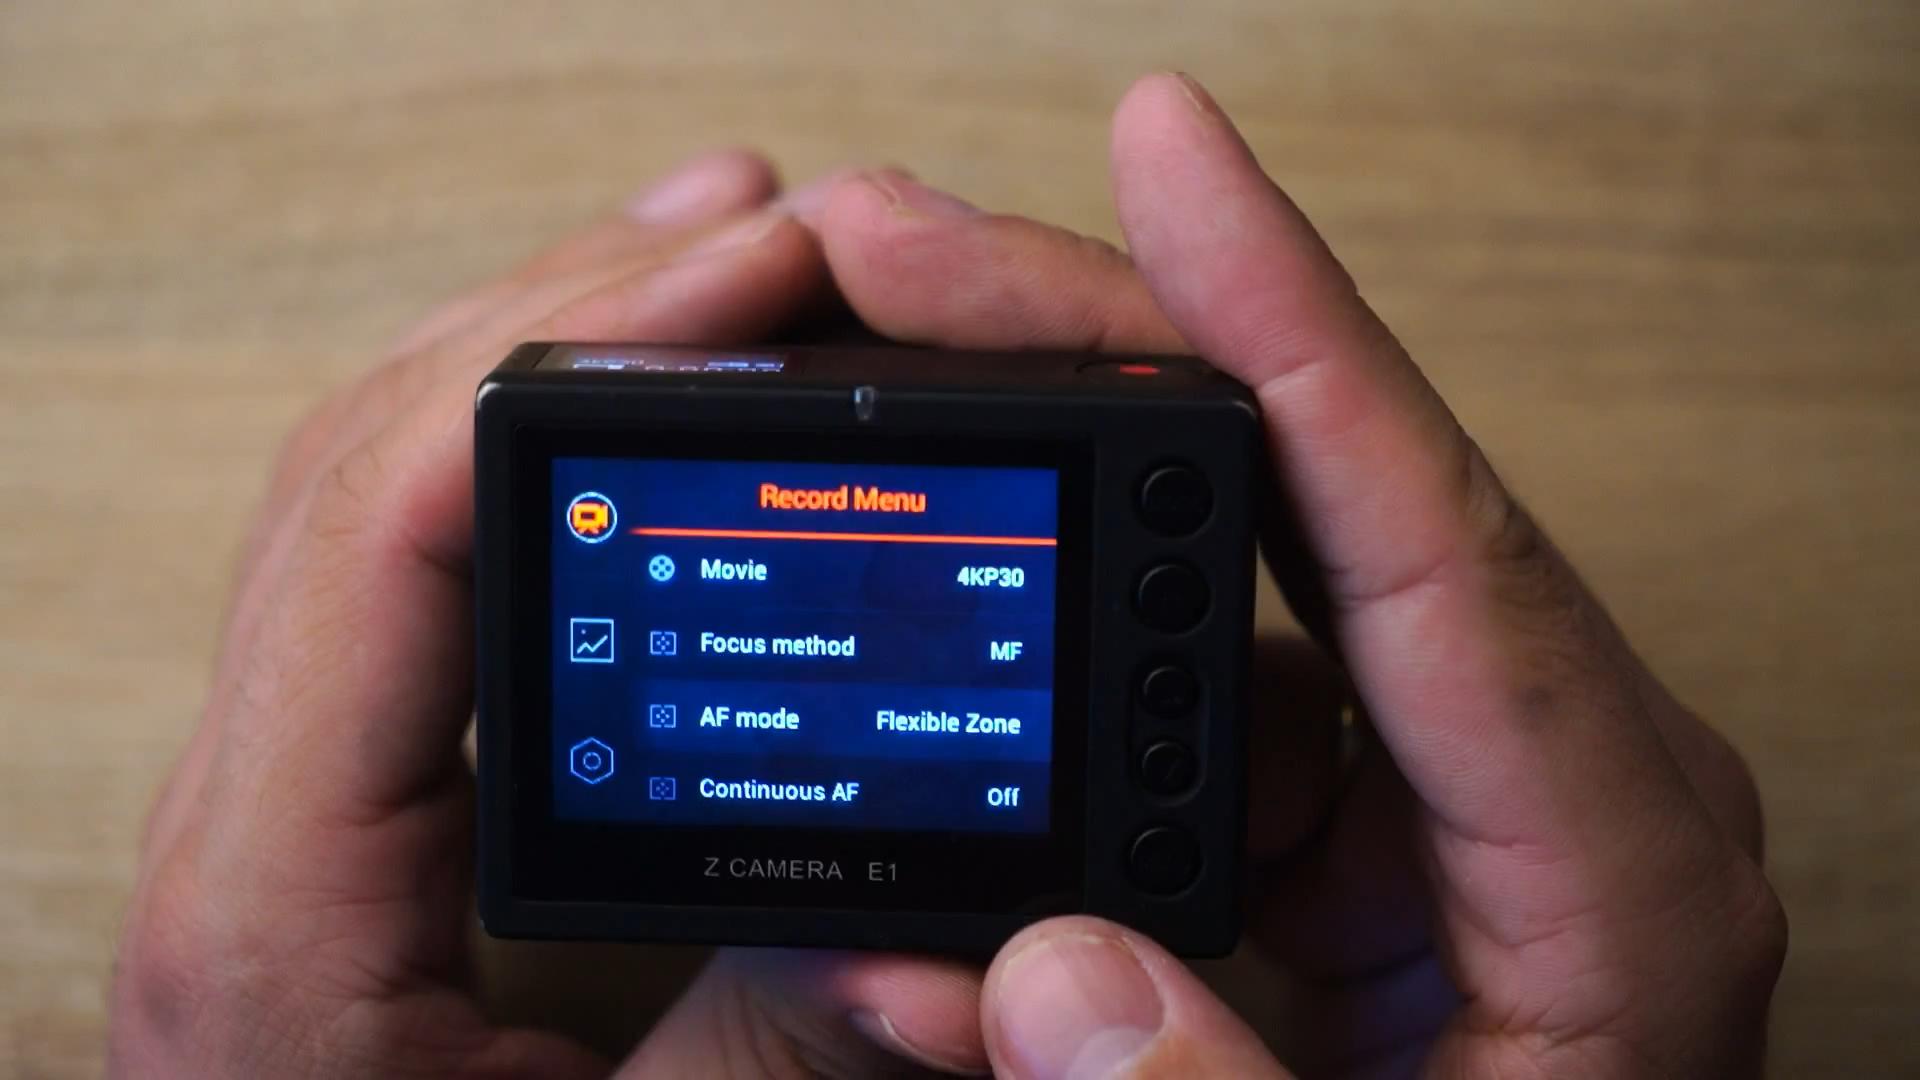 Record Menu
Movie 4KP30
Focus method MF
AF mode Flexible Zone
Continuous AF Off
Z CAMERA E1